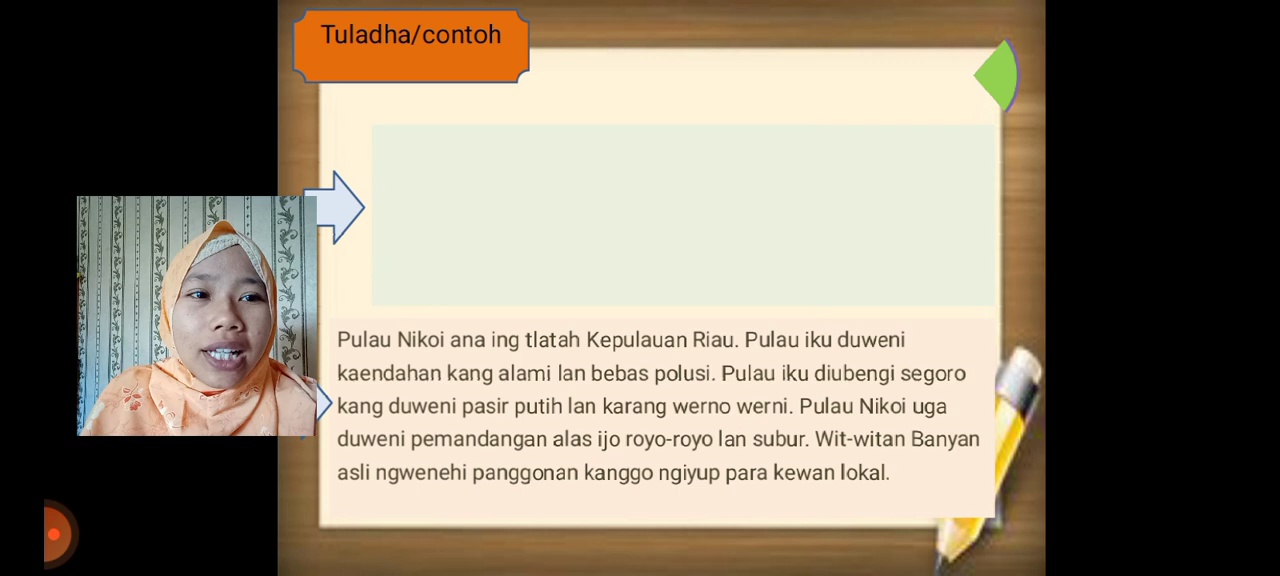 Tuladha/contoh
Pulau Nikoi ana ing tlatah Kepulauan Riau. Pulau iku duweni
kaendahan kang alami lan bebas polusi. Pulau iku diubengi segoro
kang duweni pasir putih lan karang werno werni. Pulau Nikoi uga
duweni pemandangan alas ijo royo-royo lan subur. Wit-witan Banyan
asli ngwenehi panggonan kanggo ngiyup para kewan lokal.